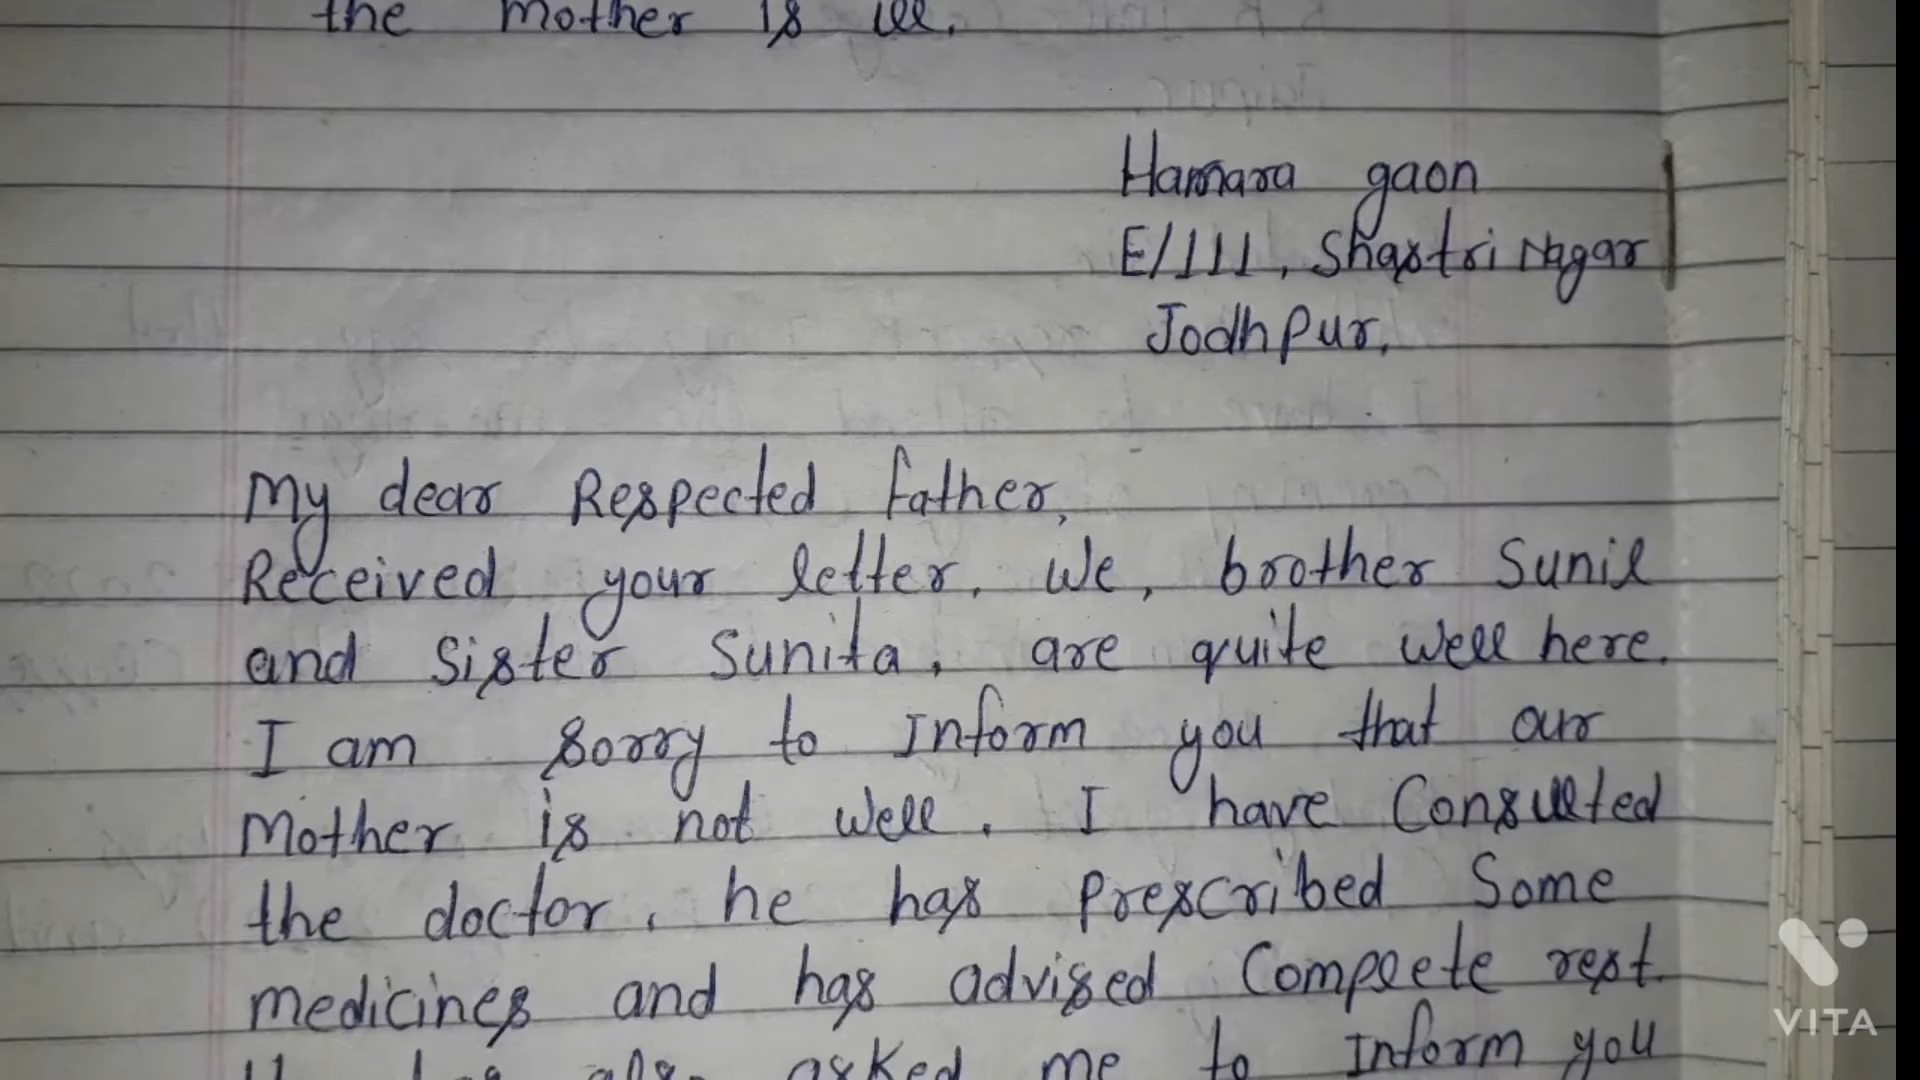 the mother is ill.
Hamara gaon
E/111, Shastri Nagar
Jodhpur.
My dear Respected father,
Received your letter. We, brother Sunil
and Sister Sunita, are quite well here.
I am sorry to Inform you that our
Mother is not well. I have Consulted
the doctor. he has Prescribed Some
medicines and has advised Complete rest.
asked me to Inform you
VITA